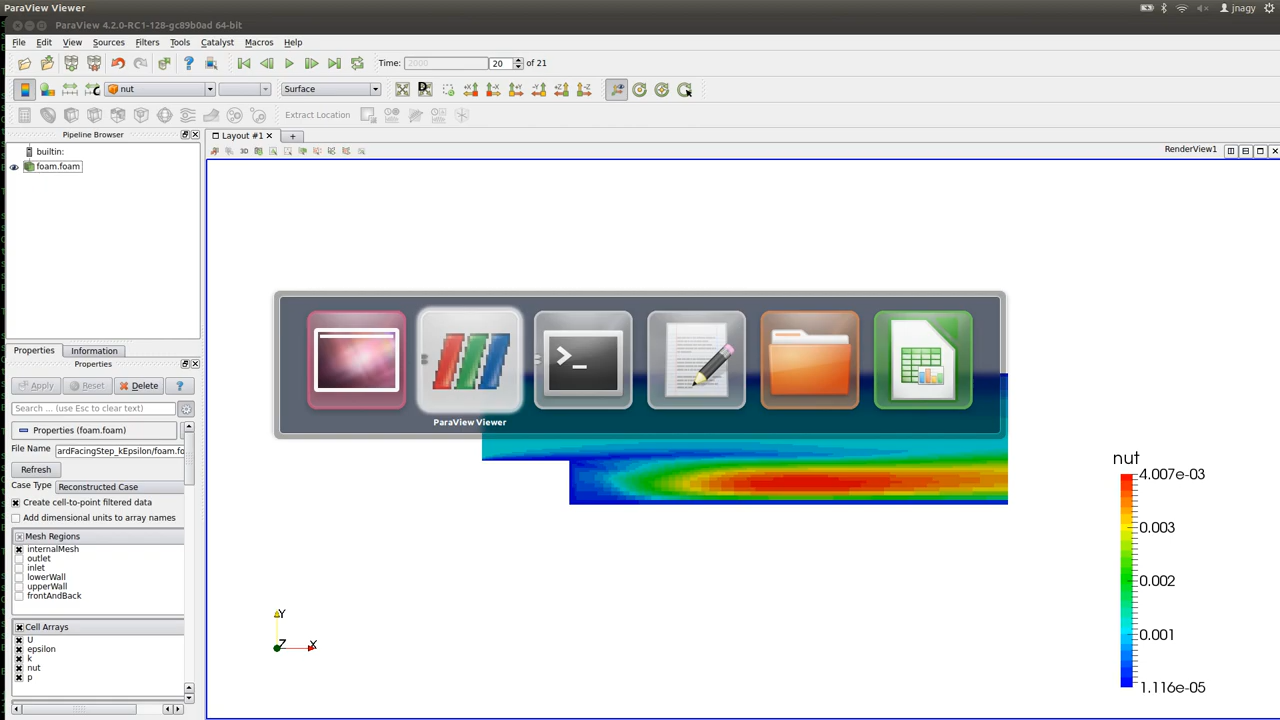 ParaView Viewer
jnagy
ParaView 4.2.0-RC1-128-gc89b0ad 64-bit
File Edit View Sources Filters Tools Catalyst Macros Help
Time: 2000 20 of 21
nut Surface
+X -X +Y -Y +Z -Z
Extract Location
Pipeline Browser
Layout #1
+
builtin:
3D
RenderView1
foam.foam
Properties Information
Properties
Apply Reset Delete ?
Search ... (use Esc to clear text)
Properties (foam.foam)
File Name ardFacingStep_kEpsilon/foam.fo
Refresh
Case Type Reconstructed Case
Create cell-to-point filtered data
Add dimensional units to array names
Mesh Regions
internalMesh
outlet
inlet
lowerWall
upperWall
frontAndBack
Cell Arrays
U
epsilon
k
nut
p
>_
ParaView Viewer
Y
Z
X
nut
4.007e-03
0.003
0.002
0.001
1.116e-05